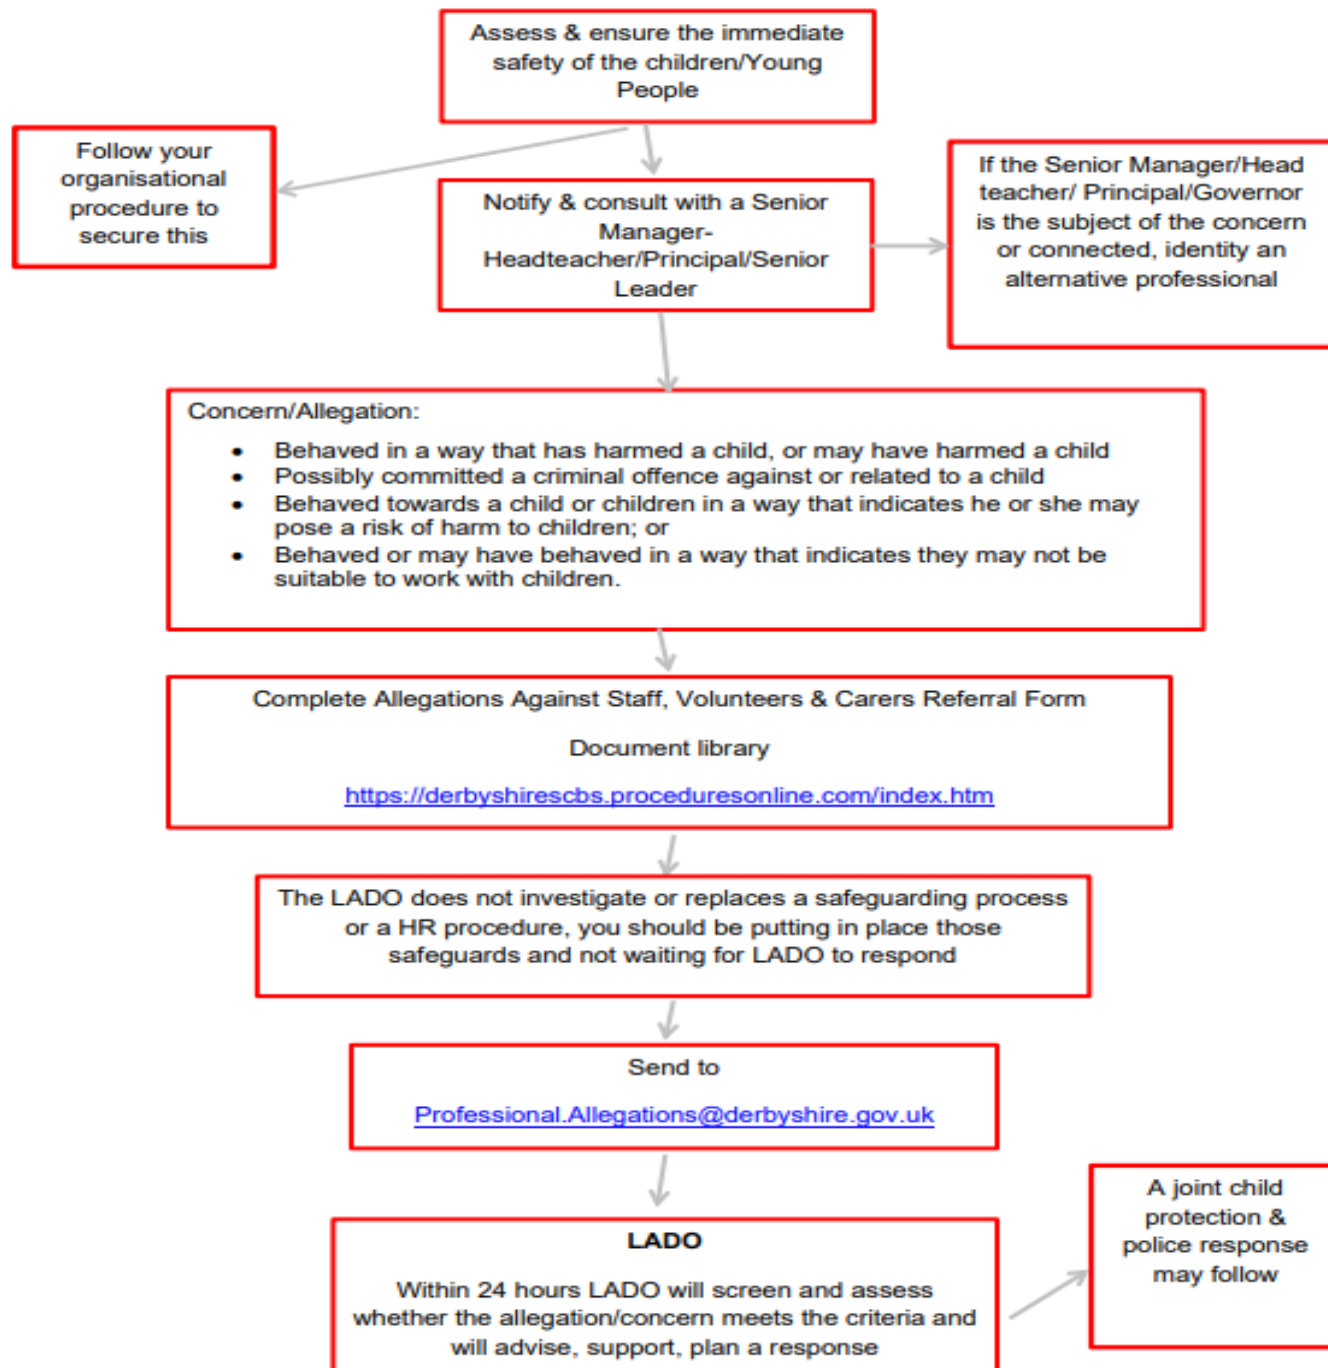 Assess & ensure the immediate
safety of the children/Young
People
Follow your
organisational
procedure to
secure this
Notify & consult with a Senior
Manager-
Headteacher/Principal/Senior
Leader
If the Senior Manager/Head
teacher/ Principal/Governor
is the subject of the concern
or connected, identity an
alternative professional
Concern/Allegation:
• Behaved in a way that has harmed a child, or may have harmed a child
• Possibly committed a criminal offence against or related to a child
• Behaved towards a child or children in a way that indicates he or she may
pose a risk of harm to children; or
• Behaved or may have behaved in a way that indicates they may not be
suitable to work with children.
Complete Allegations Against Staff, Volunteers & Carers Referral Form
Document library
https://derbyshirescbs.proceduresonline.com/index.htm
The LADO does not investigate or replaces a safeguarding process
or a HR procedure, you should be putting in place those
safeguards and not waiting for LADO to respond
Send to
Professional.Allegations@derbyshire.gov.uk
LADO
Within 24 hours LADO will screen and assess
whether the allegation/concern meets the criteria and
will advise, support, plan a response
A joint child
protection &
police response
may follow